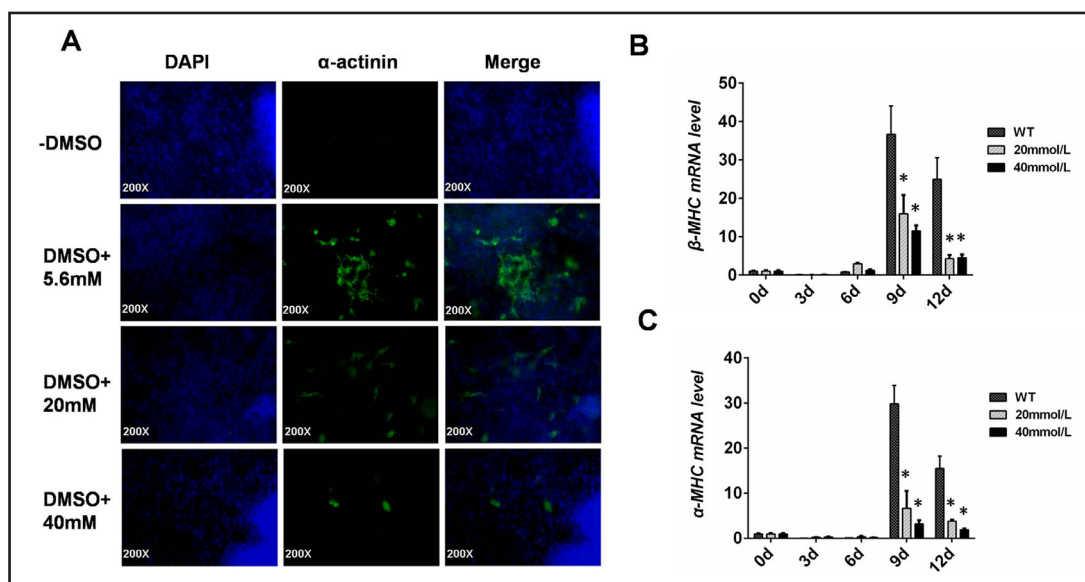 A
DAPI α-actinin Merge
-DMSO
200X 200X 200X
DMSO+
5.6mM
200X 200X 200X
DMSO+
20mM
200X 200X 200X
DMSO+
40mM
200X 200X 200X
B
β-MHC mRNA level
50
40
30
20
10
0
0d 3d 6d 9d 12d
* * * *
WT
20mmol/L
40mmol/L
C
α-MHC mRNA level
40
30
20
10
0
0d 3d 6d 9d 12d
* * * *
WT
20mmol/L
40mmol/L